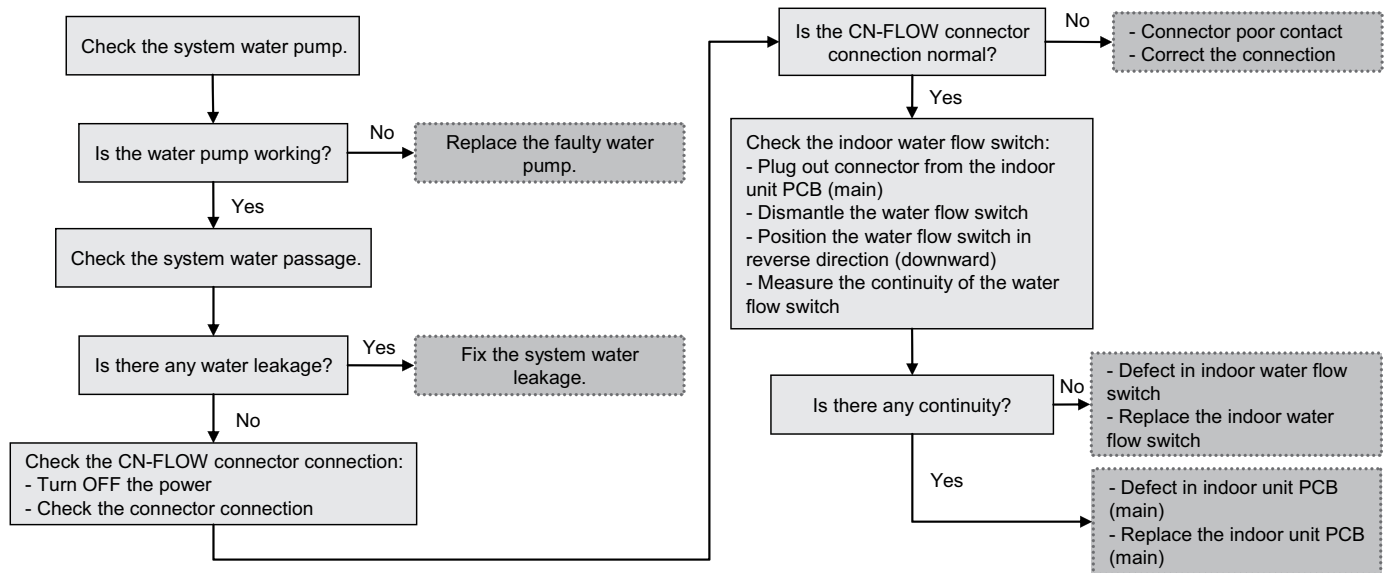 Check the system water pump.
Is the water pump working?
No
Replace the faulty water
pump.
Yes
Check the system water passage.
Is there any water leakage?
Yes
Fix the system water
leakage.
No
Check the CN-FLOW connector connection:
- Turn OFF the power
- Check the connector connection
Is the CN-FLOW connector
connection normal?
No
- Connector poor contact
- Correct the connection
Yes
Check the indoor water flow switch:
- Plug out connector from the indoor
unit PCB (main)
- Dismantle the water flow switch
- Position the water flow switch in
reverse direction (downward)
- Measure the continuity of the water
flow switch
Is there any continuity?
No
- Defect in indoor water flow
switch
- Replace the indoor water
flow switch
Yes
- Defect in indoor unit PCB
(main)
- Replace the indoor unit PCB
(main)